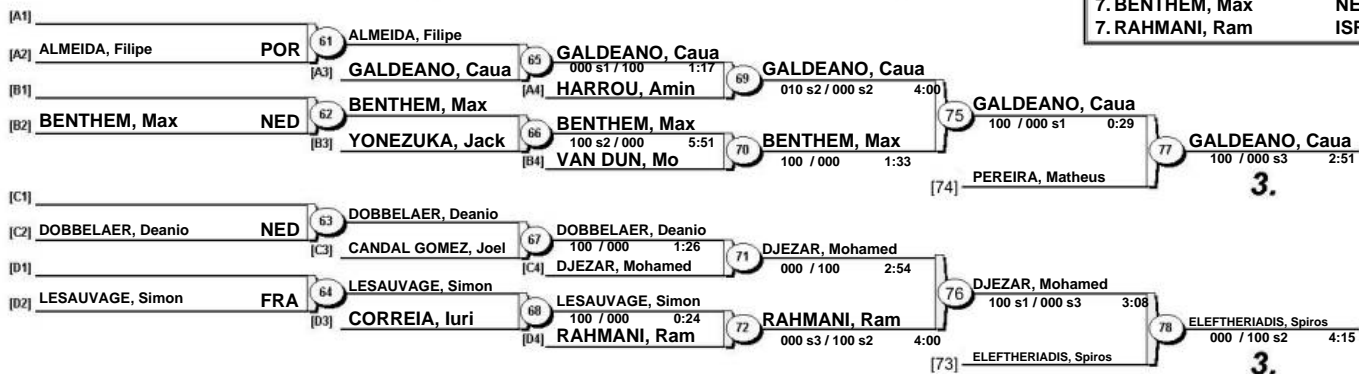 7. BENTHEM, Max NE
7. RAHMANI, Ram ISR
[A1]
[A2] ALMEIDA, Filipe POR
61
ALMEIDA, Filipe
[A3] GALDEANO, Caua
65
GALDEANO, Caua
000 s1 / 100 1:17
[A4] HARROU, Amin
69
GALDEANO, Caua
010 s2 / 000 s2 4:00
[B1]
[B2] BENTHEM, Max NED
62
BENTHEM, Max
[B3] YONEZUKA, Jack
66
BENTHEM, Max
100 s2 / 000 5:51
[B4] VAN DUN, Mo
70
BENTHEM, Max
100 / 000 1:33
75
GALDEANO, Caua
100 / 000 s1 0:29
[74] PEREIRA, Matheus
77
GALDEANO, Caua
100 / 000 s3 2:51
3.
[C1]
[C2] DOBBELAER, Deanio NED
63
DOBBELAER, Deanio
[C3] CANDAL GOMEZ, Joel
67
DOBBELAER, Deanio
100 / 000 1:26
[C4] DJEZAR, Mohamed
71
DJEZAR, Mohamed
000 / 100 2:54
[D1]
[D2] LESAUVAGE, Simon FRA
64
LESAUVAGE, Simon
[D3] CORREIA, Iuri
68
LESAUVAGE, Simon
100 / 000 0:24
[D4] RAHMANI, Ram
72
RAHMANI, Ram
000 s3 / 100 s2 4:00
76
DJEZAR, Mohamed
100 s1 / 000 s3 3:08
[73] ELEFTHERIADIS, Spiros
78
ELEFTHERIADIS, Spiros
000 / 100 s2 4:15
3.